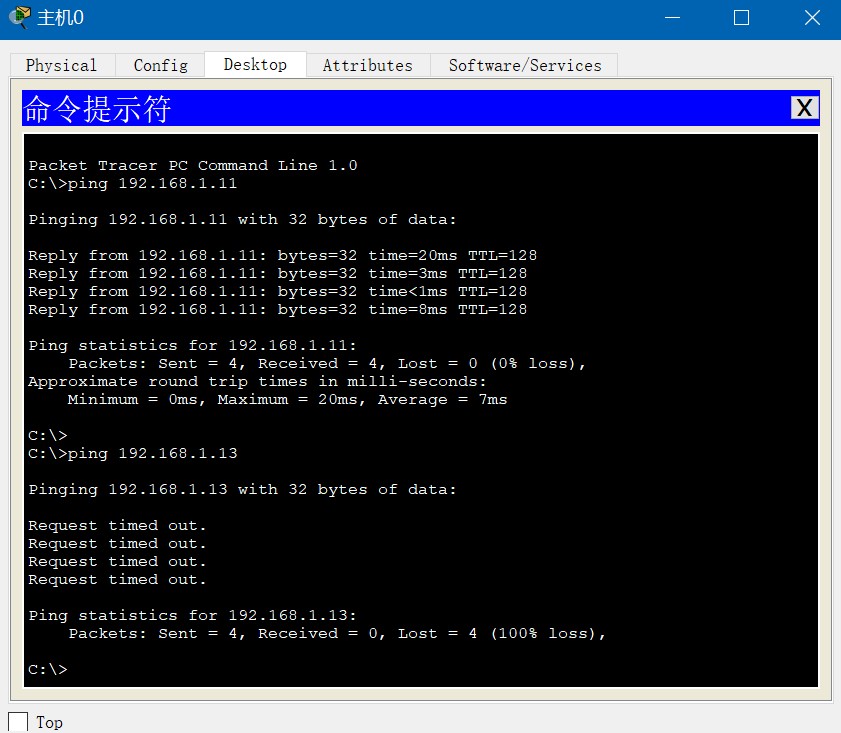 主机0
Physical Config Desktop Attributes Software/Services
命令提示符
X
Packet Tracer PC Command Line 1.0
C:\>ping 192.168.1.11
Pinging 192.168.1.11 with 32 bytes of data:
Reply from 192.168.1.11: bytes=32 time=20ms TTL=128
Reply from 192.168.1.11: bytes=32 time=3ms TTL=128
Reply from 192.168.1.11: bytes=32 time<1ms TTL=128
Reply from 192.168.1.11: bytes=32 time=8ms TTL=128
Ping statistics for 192.168.1.11:
    Packets: Sent = 4, Received = 4, Lost = 0 (0% loss),
Approximate round trip times in milli-seconds:
    Minimum = 0ms, Maximum = 20ms, Average = 7ms
C:\>
C:\>ping 192.168.1.13
Pinging 192.168.1.13 with 32 bytes of data:
Request timed out.
Request timed out.
Request timed out.
Request timed out.
Ping statistics for 192.168.1.13:
    Packets: Sent = 4, Received = 0, Lost = 4 (100% loss),
C:\>
Top